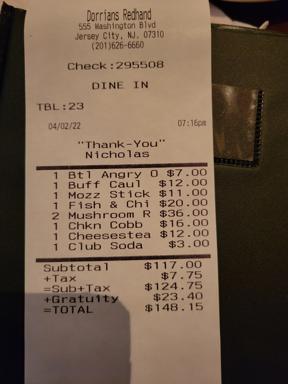 Dorrians Redhand
555 Washington Blvd
Jersey City, NJ, 07310
(201)626-6660
Check:295508
DINE IN
TBL:23
04/02/22 07:16pm
"Thank-You"
Nicholas
1 Btl Angry O $7.00
1 Buff Caul $12.00
1 Mozz Stick $11.00
1 Fish & Chi $20.00
2 Mushroom R $36.00
1 Chkn Cobb $16.00
1 Cheesestea $12.00
1 Club Soda $3.00
Subtotal $117.00
+Tax $7.75
=Sub+Tax $124.75
+Gratuity $23.40
=TOTAL $148.15